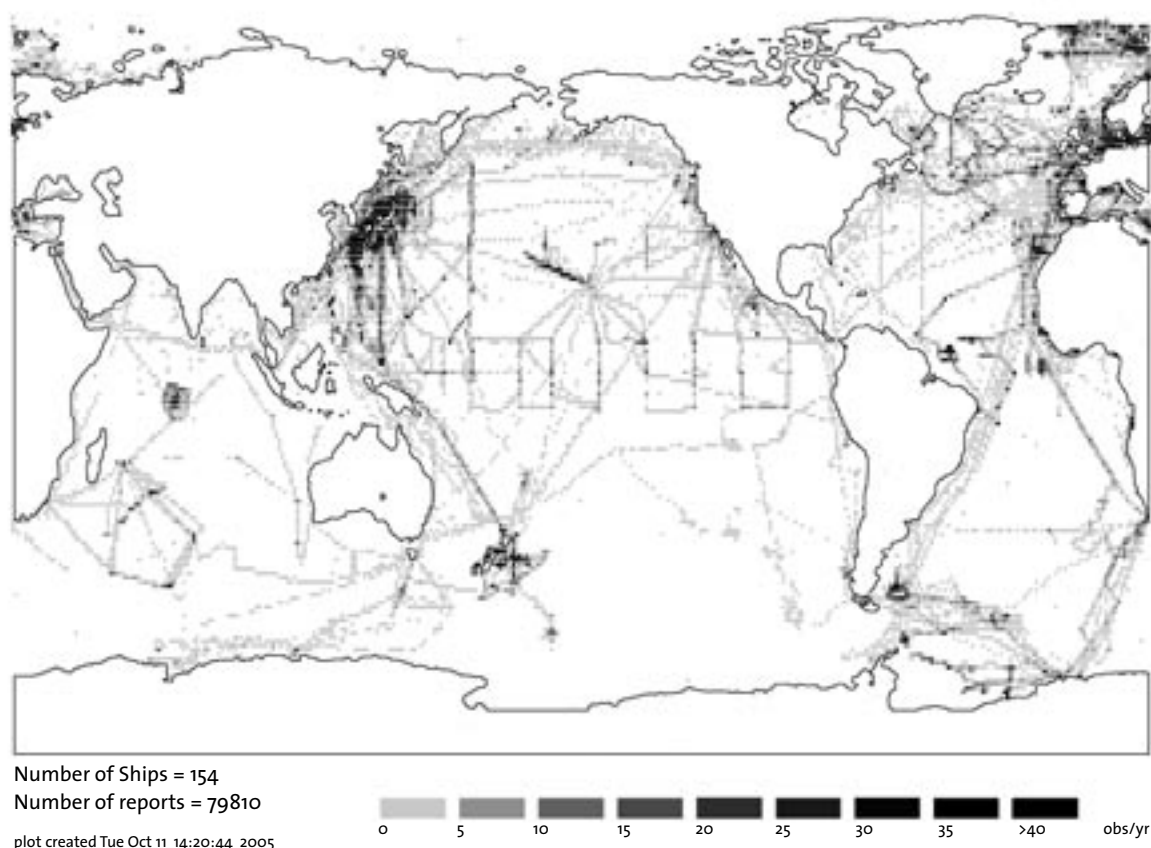 Number of Ships = 154
Number of reports = 79810
plot created Tue Oct 11 14:20:44 2005
0 5 10 15 20 25 30 35 >40 obs/yr